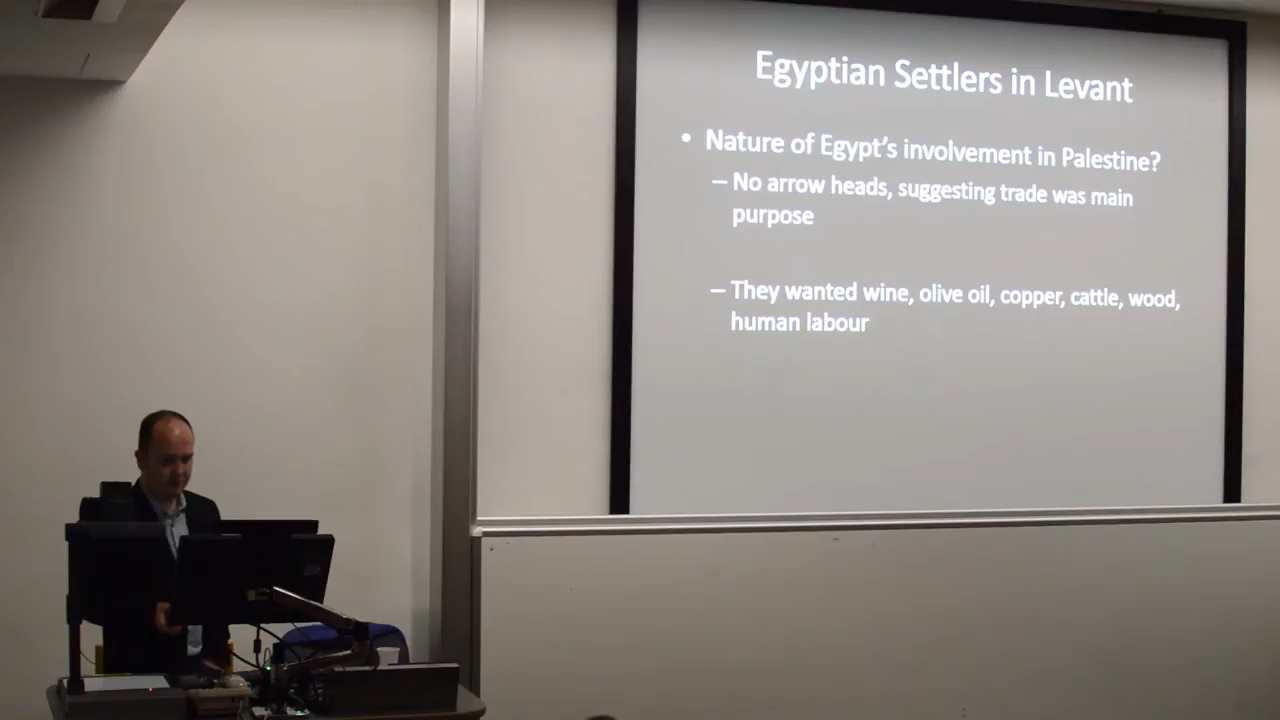 Egyptian Settlers in Levant
• Nature of Egypt's involvement in Palestine?
– No arrow heads, suggesting trade was main
purpose
– They wanted wine, olive oil, copper, cattle, wood,
human labour